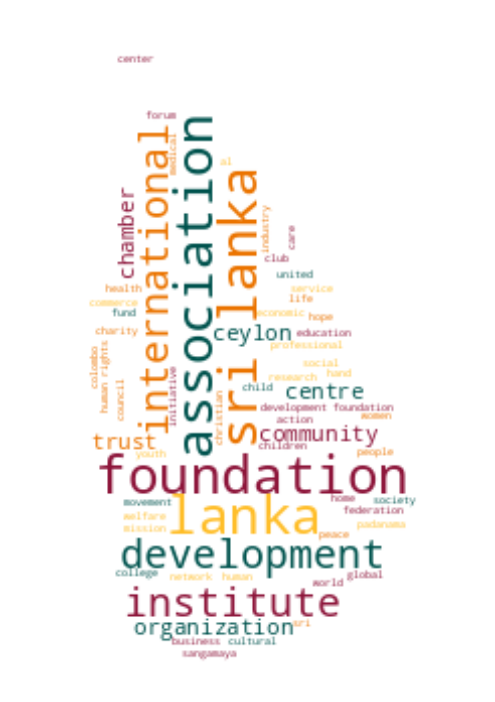 center
forum
association
international
medical
al
sri lanka
chamber
industry
care
club
united
health
service
commerce
life
fund
economic
hope
charity
ceylon
education
professional
colombo
human rights
social
initiative
research
hand
council
child
centre
christian
development foundation
action
women
trust
community
children
youth
people
foundation
movement
lanka
home
society
welfare
federation
mission
padanama
peace
development
college
network
human
global
world
institute
organization
sri
business
cultural
sangamaya